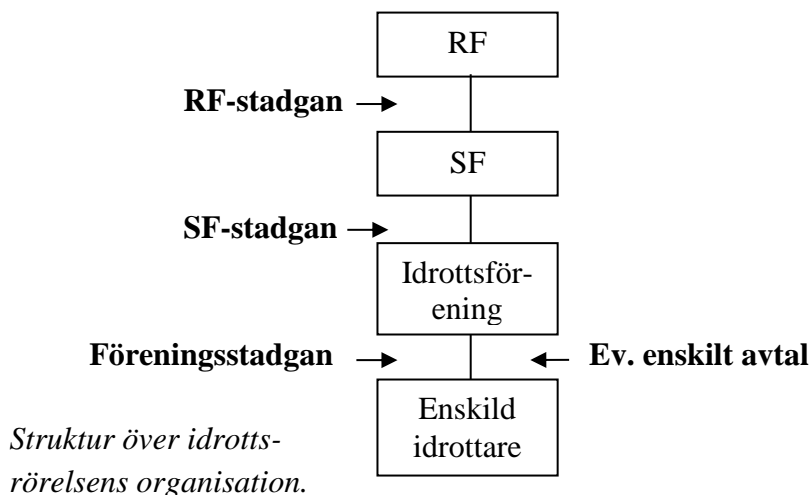 RF
RF-stadgan
SF
SF-stadgan
Idrottsför-
ening
Föreningsstadgan
Ev. enskilt avtal
Enskild
idrottare
Struktur över idrotts-
rörelsens organisation.